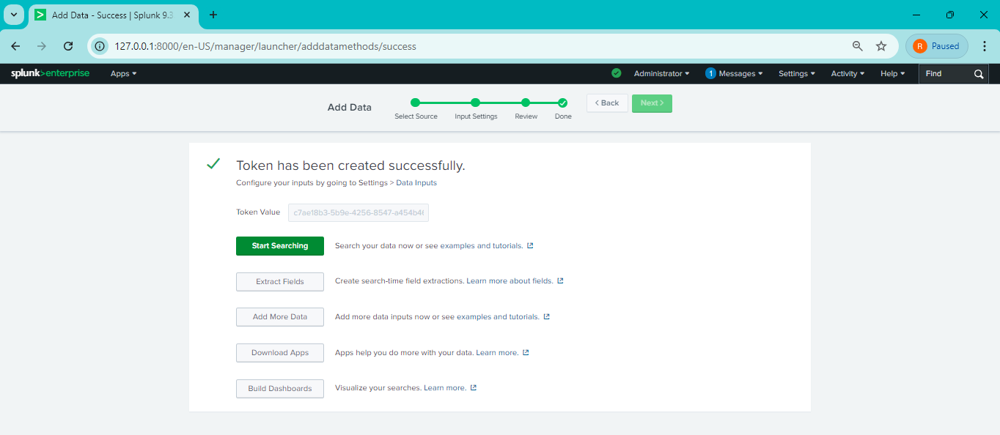 Add Data - Success | Splunk 9.3
127.0.0.1:8000/en-US/manager/launcher/adddatamethods/success
R Paused
splunk>enterprise Apps Administrator 1 Messages Settings Activity Help Find
Add Data
Select Source Input Settings Review Done
< Back Next >
Token has been created successfully.
Configure your inputs by going to Settings > Data Inputs
Token Value c7ae18b3-5b9e-4256-8547-a454b4
Start Searching Search your data now or see examples and tutorials.
Extract Fields Create search-time field extractions. Learn more about fields.
Add More Data Add more data inputs now or see examples and tutorials.
Download Apps Apps help you do more with your data. Learn more.
Build Dashboards Visualize your searches. Learn more.